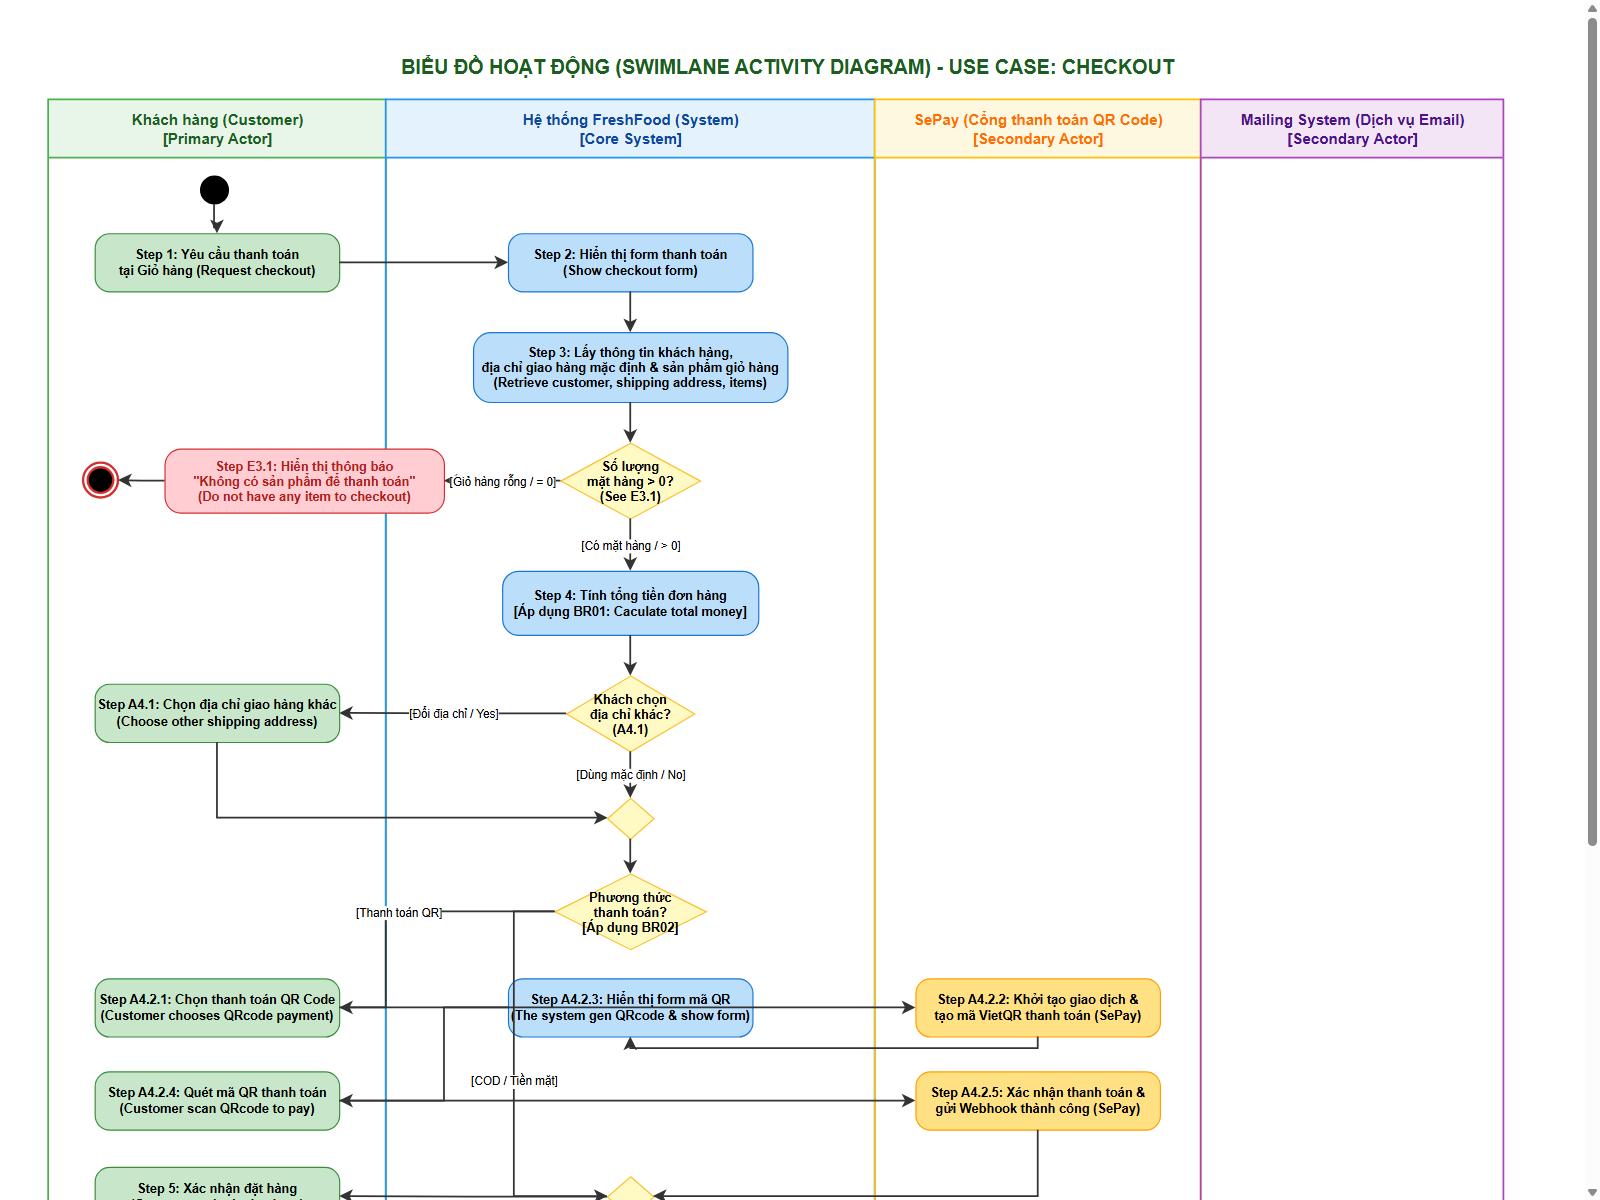 BIỂU ĐỒ HOẠT ĐỘNG (SWIMLANE ACTIVITY DIAGRAM) - USE CASE: CHECKOUT
Khách hàng (Customer)
[Primary Actor]
Hệ thống FreshFood (System)
[Core System]
SePay (Cổng thanh toán QR Code)
[Secondary Actor]
Mailing System (Dịch vụ Email)
[Secondary Actor]
Step 1: Yêu cầu thanh toán
tại Giỏ hàng (Request checkout)
Step 2: Hiển thị form thanh toán
(Show checkout form)
Step 3: Lấy thông tin khách hàng,
địa chỉ giao hàng mặc định & sản phẩm giỏ hàng
(Retrieve customer, shipping address, items)
Step E3.1: Hiển thị thông báo
"Không có sản phẩm để thanh toán"
(Do not have any item to checkout)
[Giỏ hàng rỗng / = 0]
Số lượng
mặt hàng > 0?
(See E3.1)
[Có mặt hàng / > 0]
Step 4: Tính tổng tiền đơn hàng
[Áp dụng BR01: Caculate total money]
Step A4.1: Chọn địa chỉ giao hàng khác
(Choose other shipping address)
[Đổi địa chỉ / Yes]
Khách chọn
địa chỉ khác?
(A4.1)
[Dùng mặc định / No]
Phương thức
thanh toán?
[Áp dụng BR02]
[Thanh toán QR]
Step A4.2.1: Chọn thanh toán QR Code
(Customer chooses QRcode payment)
Step A4.2.3: Hiển thị form mã QR
(The system gen QRcode & show form)
Step A4.2.2: Khởi tạo giao dịch &
tạo mã VietQR thanh toán (SePay)
[COD / Tiền mặt]
Step A4.2.4: Quét mã QR thanh toán
(Customer scan QRcode to pay)
Step A4.2.5: Xác nhận thanh toán &
gửi Webhook thành công (SePay)
Step 5: Xác nhận đặt hàng